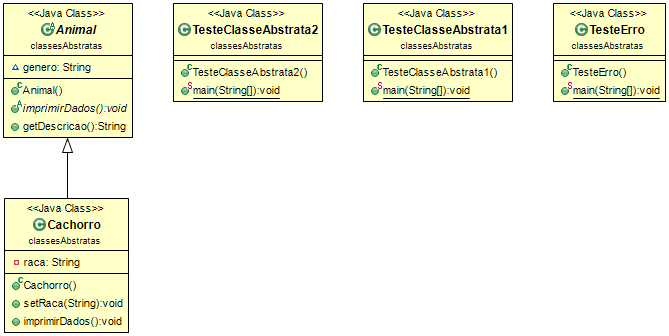 <<Java Class>>
Animal
classesAbstratas
genero: String
Animal()
imprimirDados():void
getDescricao():String
<<Java Class>>
TesteClasseAbstrata2
classesAbstratas
TesteClasseAbstrata2()
main(String[]):void
<<Java Class>>
TesteClasseAbstrata1
classesAbstratas
TesteClasseAbstrata1()
main(String[]):void
<<Java Class>>
TesteErro
classesAbstratas
TesteErro()
main(String[]):void
<<Java Class>>
Cachorro
classesAbstratas
raca: String
Cachorro()
setRaca(String):void
imprimirDados():void